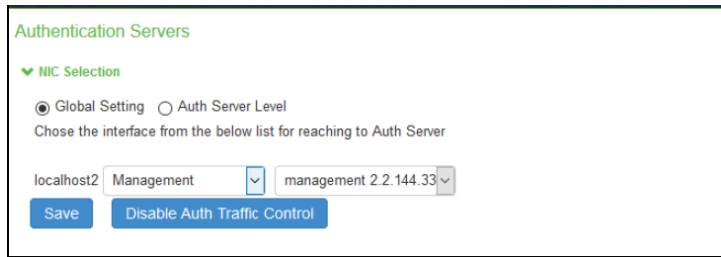 Authentication Servers
NIC Selection
Global Setting Auth Server Level
Chose the interface from the below list for reaching to Auth Server
localhost2 Management management 2.2.144.33
Save Disable Auth Traffic Control